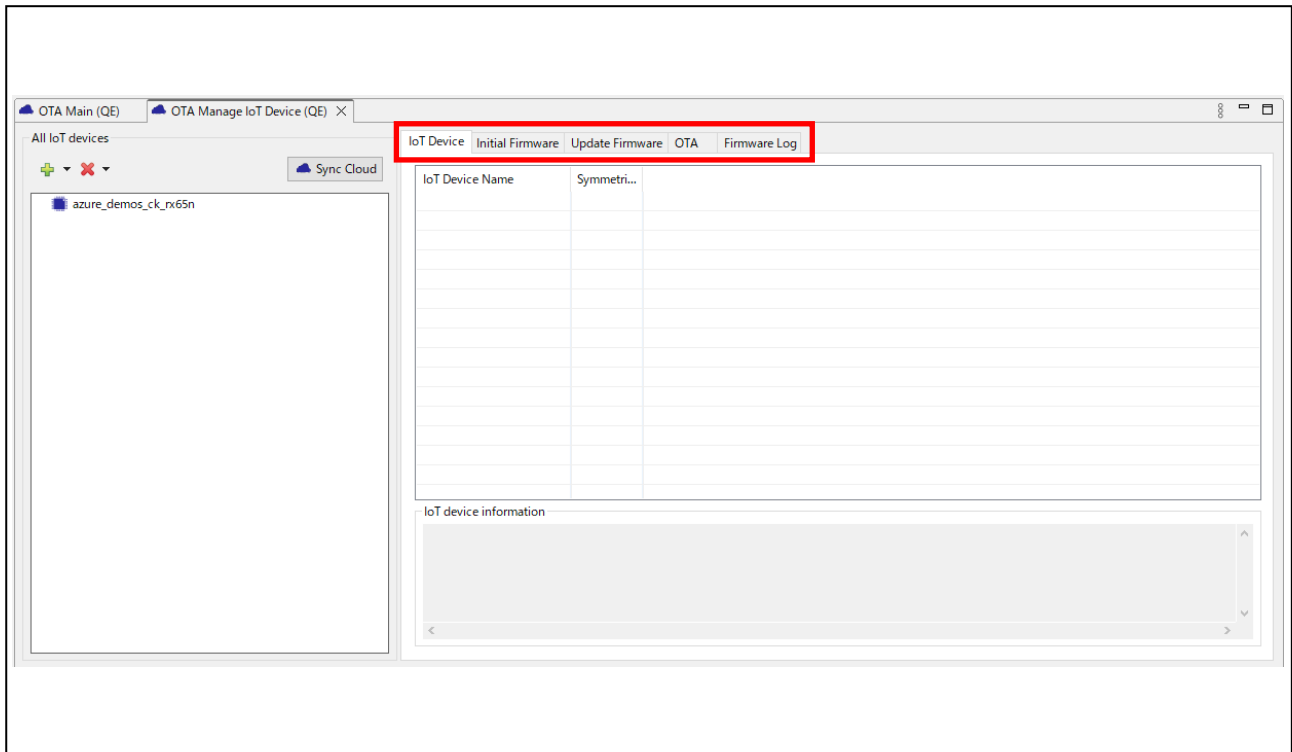 OTA Main (QE)
OTA Manage IoT Device (QE)
All IoT devices
Sync Cloud
azure_demos_ck_rx65n
IoT Device
Initial Firmware
Update Firmware
OTA
Firmware Log
IoT Device Name
Symmetri...
IoT device information